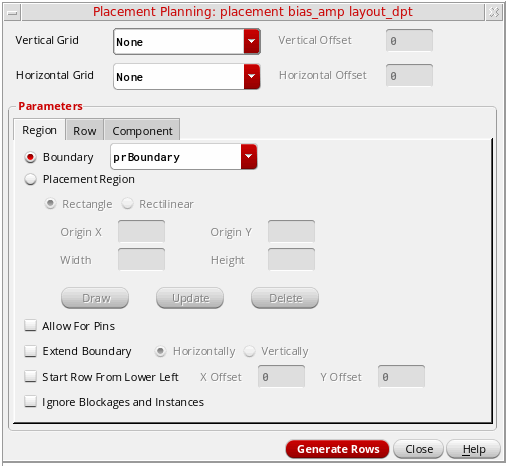 Placement Planning: placement bias_amp layout_dpt
Vertical Grid None Vertical Offset 0
Horizontal Grid None Horizontal Offset 0
Parameters
Region Row Component
Boundary prBoundary
Placement Region
Rectangle Rectilinear
Origin X Origin Y
Width Height
Draw Update Delete
Allow For Pins
Extend Boundary Horizontally Vertically
Start Row From Lower Left X Offset 0 Y Offset 0
Ignore Blockages and Instances
Generate Rows Close Help